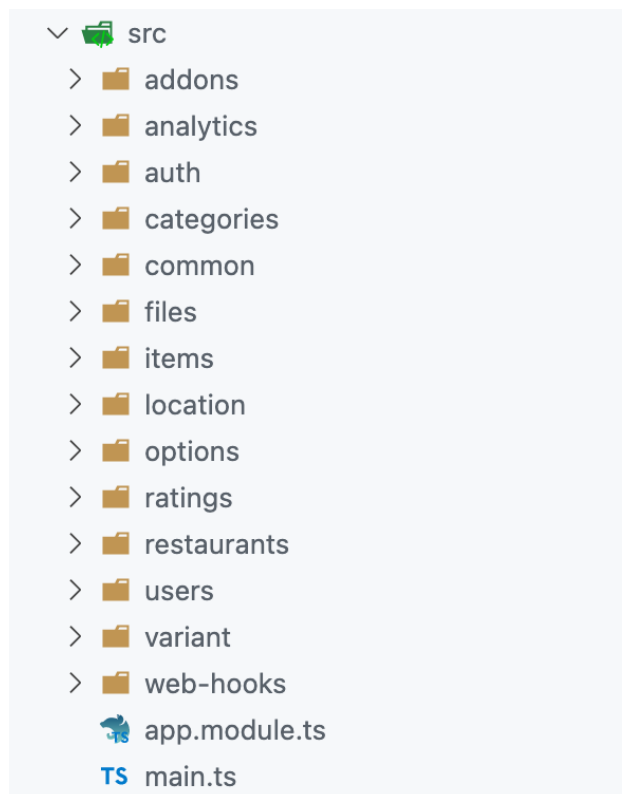 src
addons
analytics
auth
categories
common
files
items
location
options
ratings
restaurants
users
variant
web-hooks
app.module.ts
TS main.ts